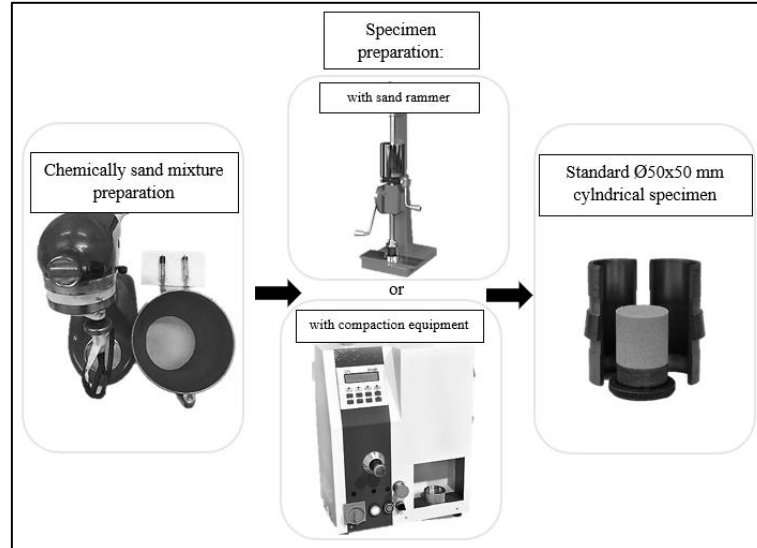 Specimen
preparation:
with sand rammer
Chemically sand mixture
preparation
Standard Ø50x50 mm
cylndrical specimen
or
with compaction equipment